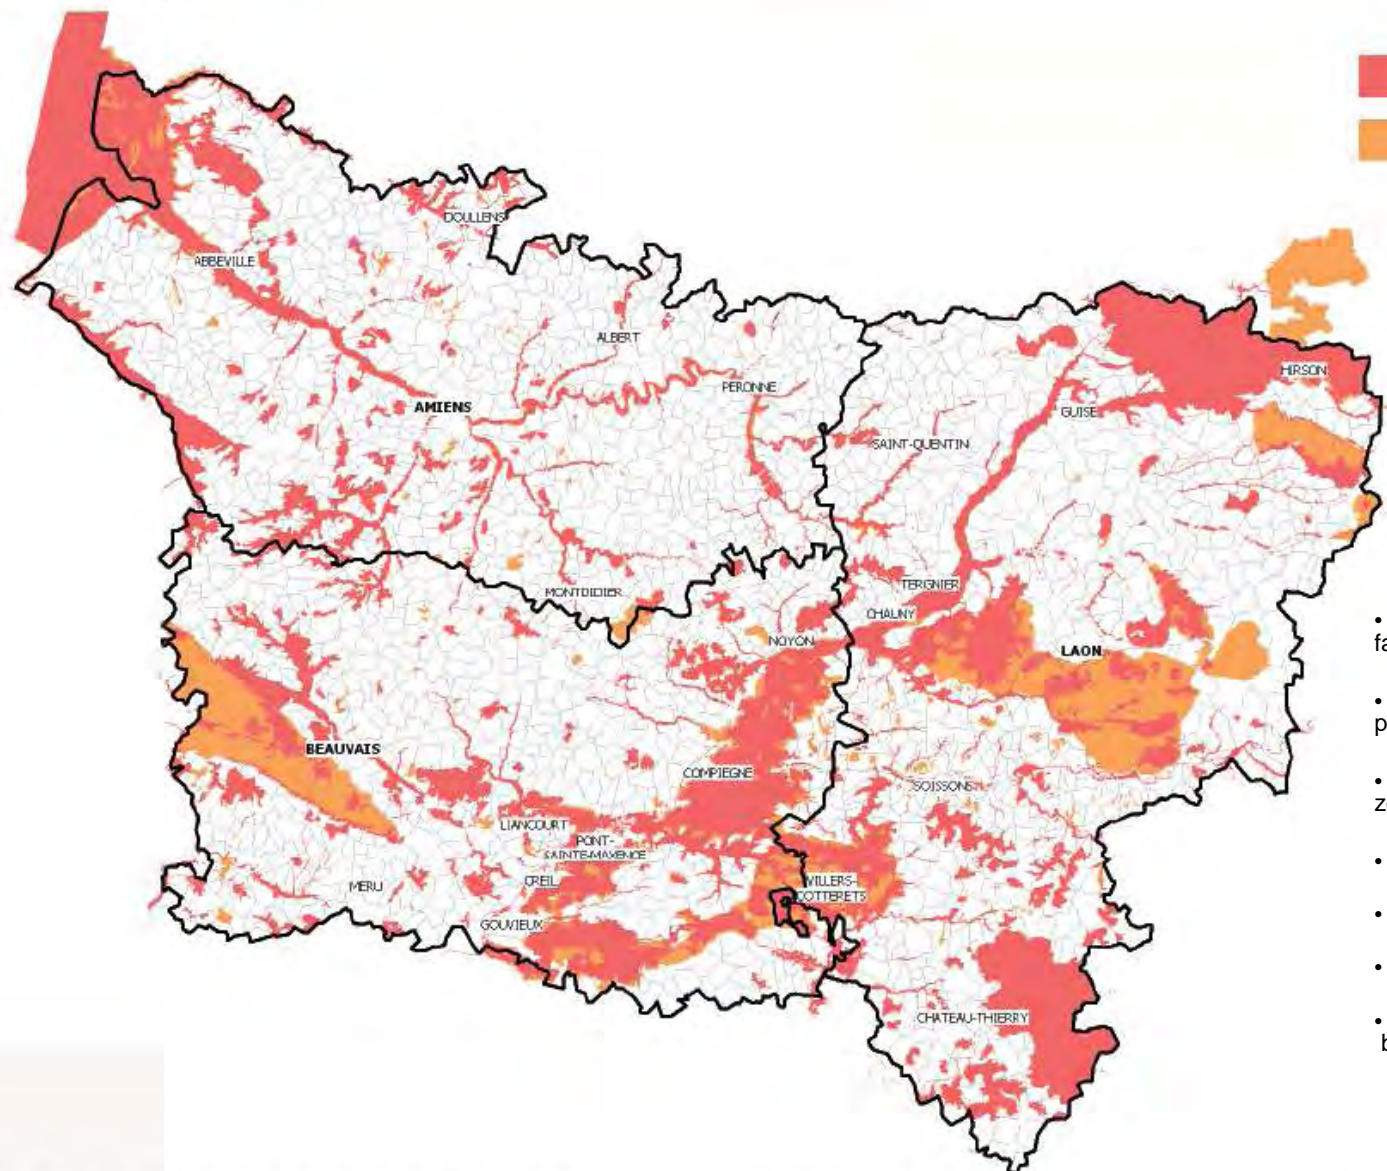 DOULLENS
ABBEVILLE
ALBERT
PERONNE
AMIENS
HIRSON
GUISE
SAINT-QUENTIN
MONTDIDIER
TERGNIER
CHAUNY
NOYON
LAON
fa
BEAUVAIS
p
COMPIEGNE
SOISSONS
z
LIANCOURT
PONT-
SAINTE-MAXENCE
CREIL
MERU
VILLERS-
COTTERETS
GOUVIEUX
CHATEAU-THIERRY
b